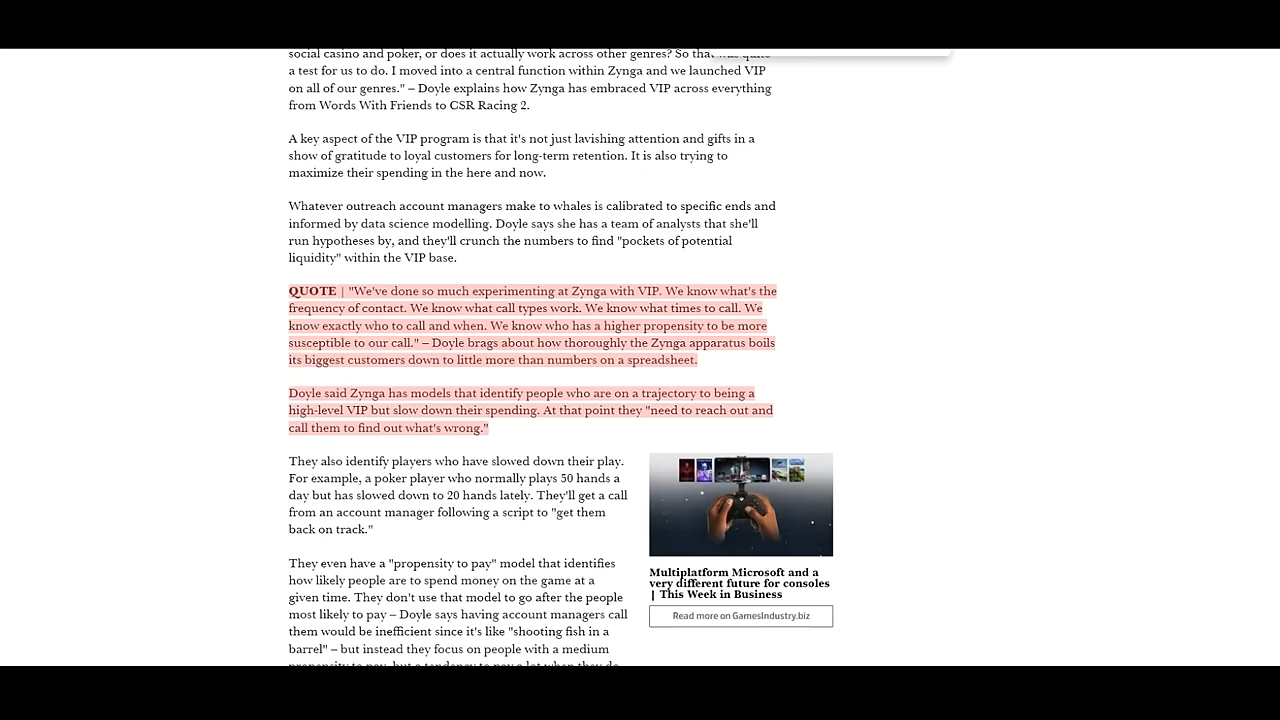 social casino and poker, or does it actually work across other genres? So that was quite
a test for us to do. I moved into a central function within Zynga and we launched VIP
on all of our genres." – Doyle explains how Zynga has embraced VIP across everything
from Words With Friends to CSR Racing 2.
A key aspect of the VIP program is that it's not just lavishing attention and gifts in a
show of gratitude to loyal customers for long-term retention. It is also trying to
maximize their spending in the here and now.
Whatever outreach account managers make to whales is calibrated to specific ends and
informed by data science modelling. Doyle says she has a team of analysts that she'll
run hypotheses by, and they'll crunch the numbers to find "pockets of potential
liquidity" within the VIP base.
QUOTE | "We've done so much experimenting at Zynga with VIP. We know what's the
frequency of contact. We know what call types work. We know what times to call. We
know exactly who to call and when. We know who has a higher propensity to be more
susceptible to our call." – Doyle brags about how thoroughly the Zynga apparatus boils
its biggest customers down to little more than numbers on a spreadsheet.
Doyle said Zynga has models that identify people who are on a trajectory to being a
high-level VIP but slow down their spending. At that point they "need to reach out and
call them to find out what's wrong."
They also identify players who have slowed down their play.
For example, a poker player who normally plays 50 hands a
day but has slowed down to 20 hands lately. They'll get a call
from an account manager following a script to "get them
back on track."
They even have a "propensity to pay" model that identifies
how likely people are to spend money on the game at a
given time. They don't use that model to go after the people
most likely to pay – Doyle says having account managers call
them would be inefficient since it's like "shooting fish in a
barrel" – but instead they focus on people with a medium
propensity to pay, but a tendency to pay a lot when they do.
Multiplatform Microsoft and a
very different future for consoles
| This Week in Business
Read more on GamesIndustry.biz